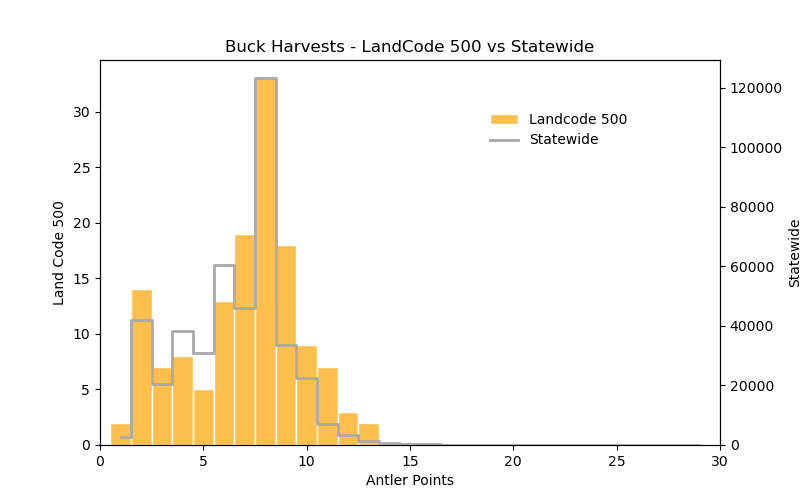 Buck Harvests - LandCode 500 vs Statewide
Landcode 500
Statewide
Land Code 500
30
25
20
15
10
5
0
120000
100000
80000
60000
40000
20000
0
Statewide
0 5 10 15 20 25 30
Antler Points